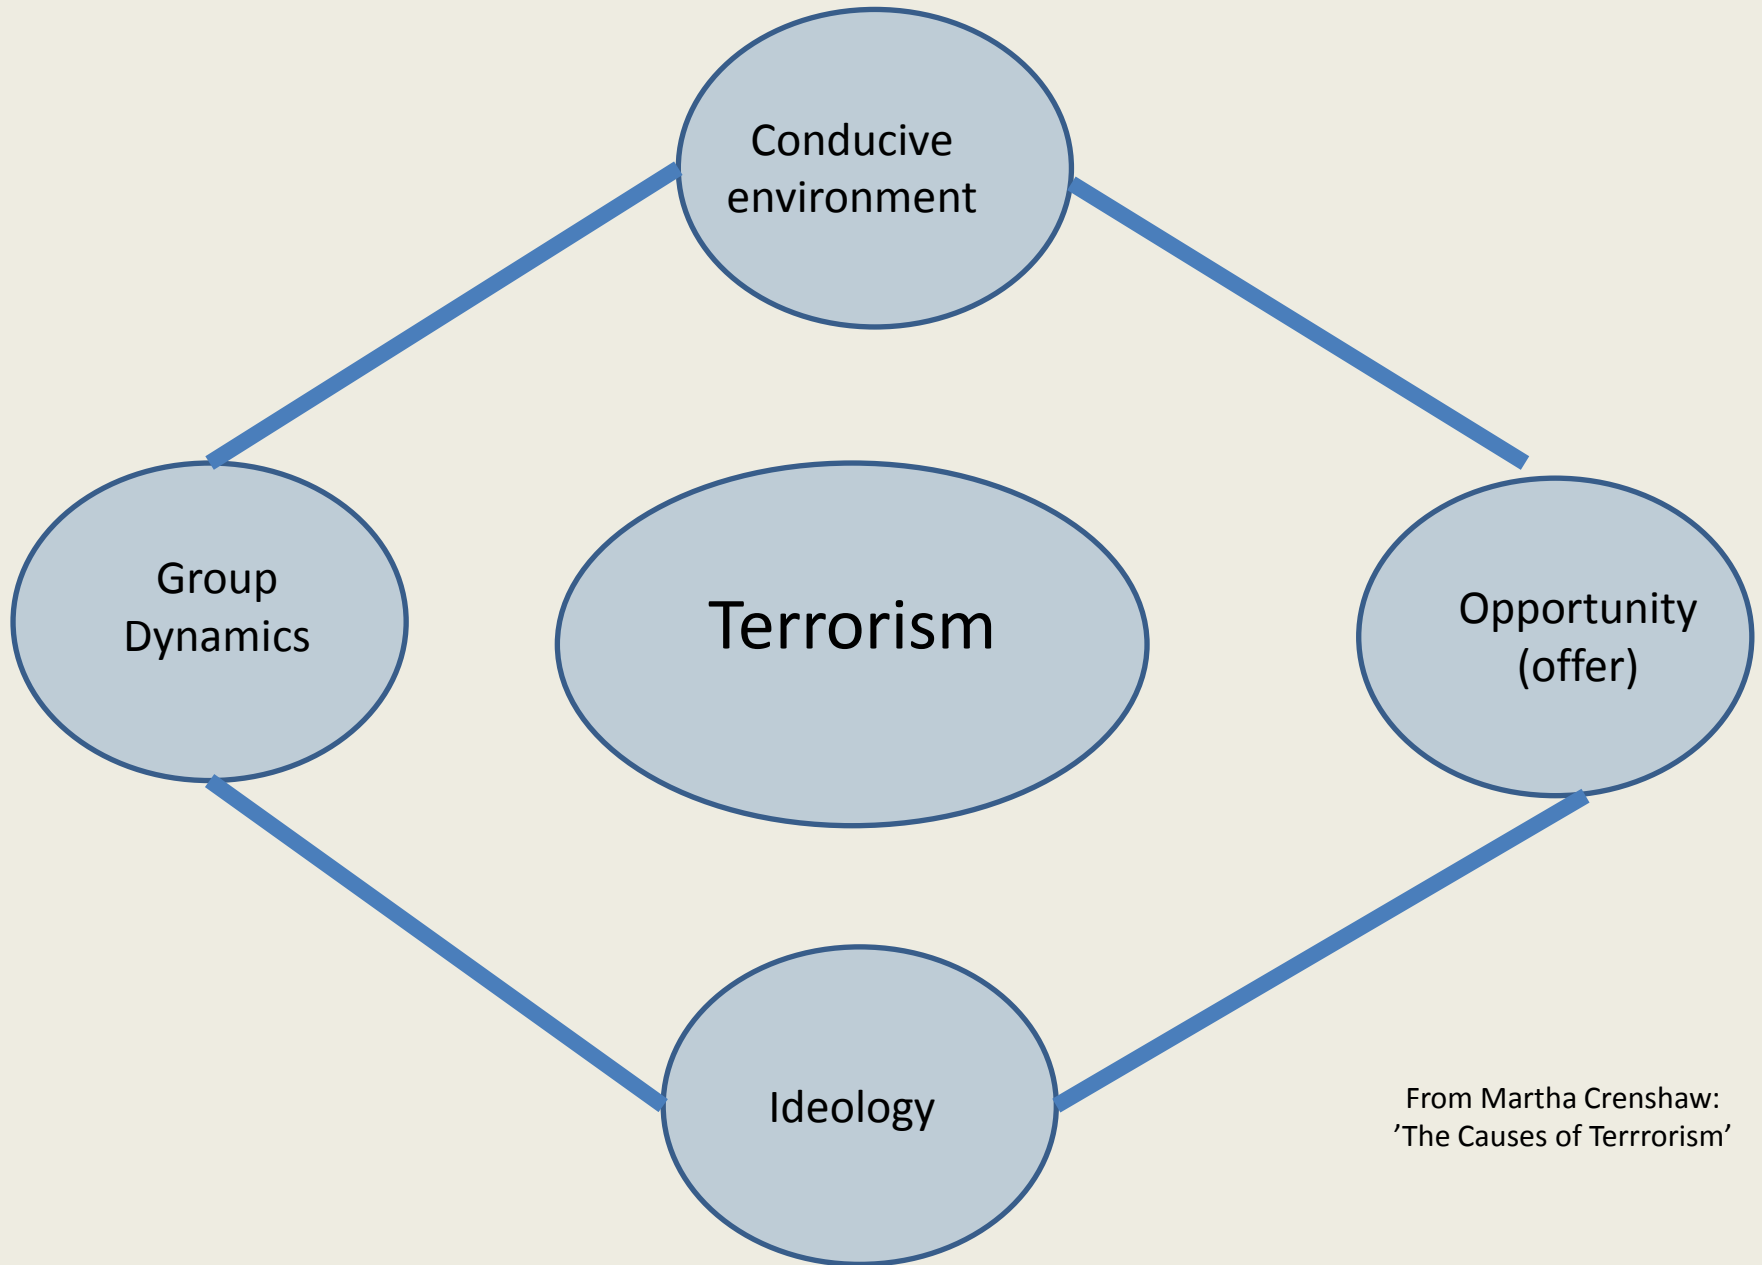 Conducive
environment
Group
Dynamics
Terrorism
Opportunity
(offer)
Ideology
From Martha Crenshaw:
’The Causes of Terrrorism’